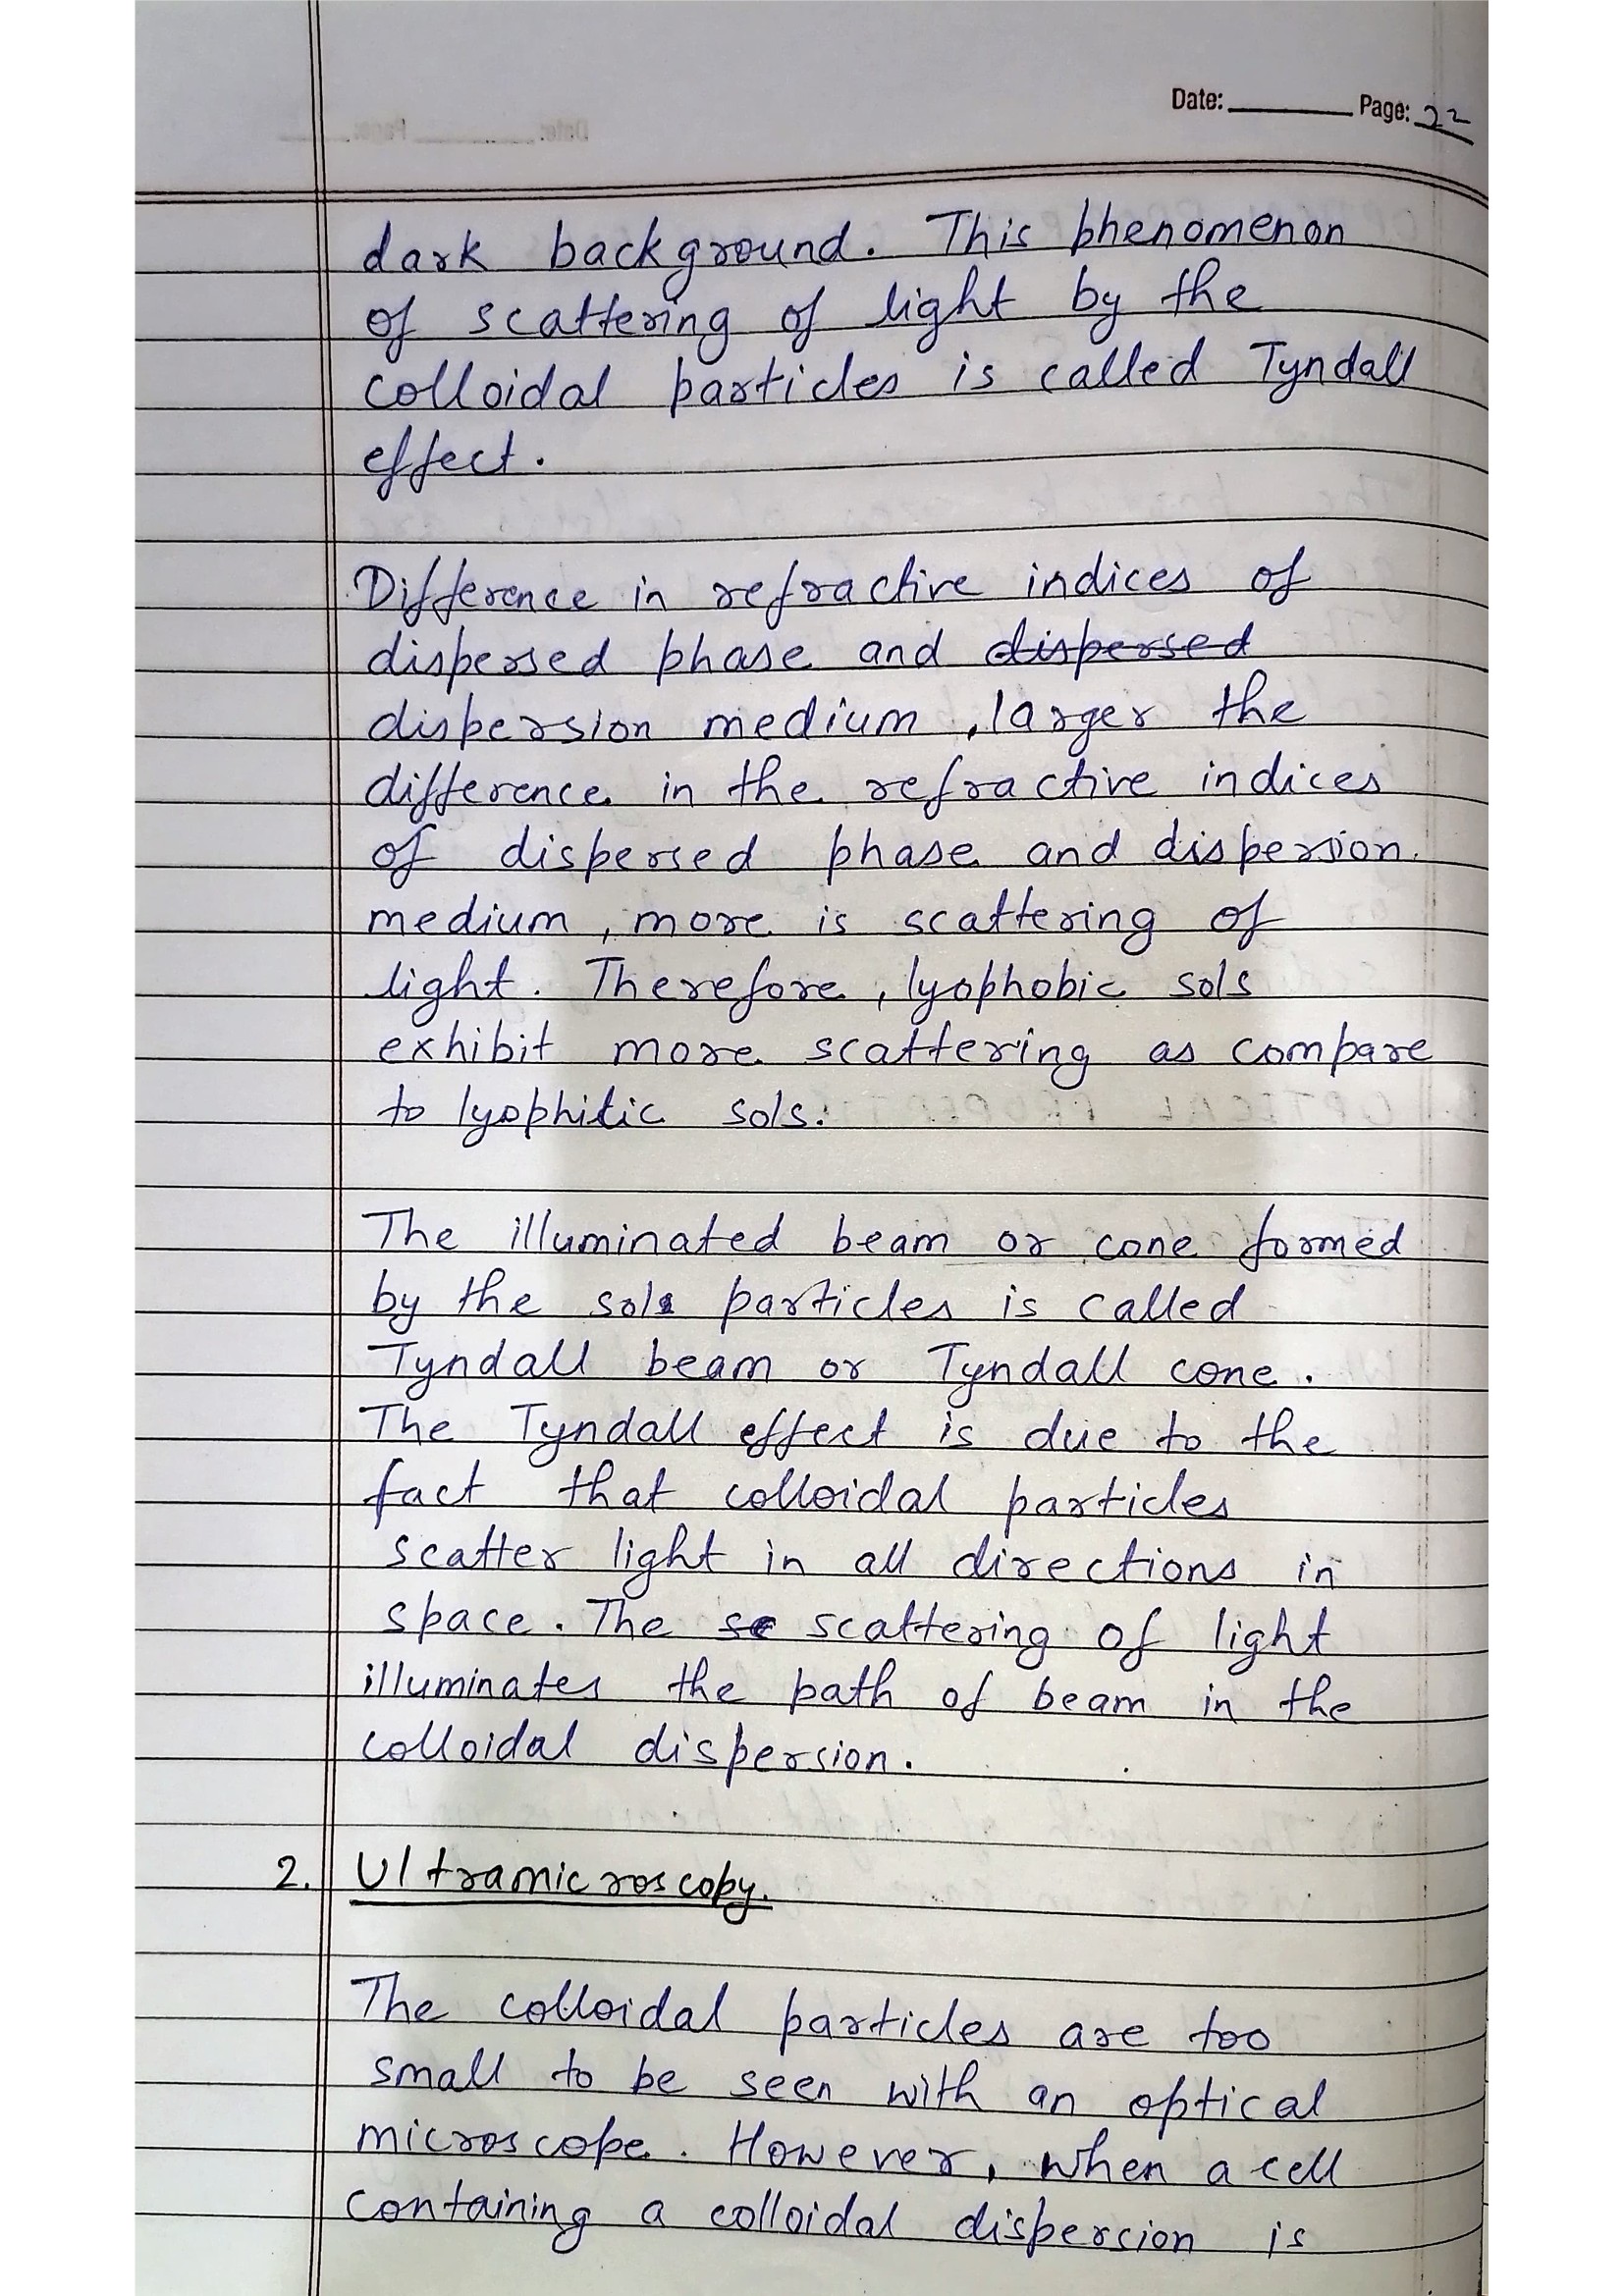 Date: Page: 22
dark background. This phenomenon
of scattering of light by the
colloidal particles is called Tyndall
effect.
Difference in refractive indices of
dispersed phase and dispersed
dispersion medium, larger the
difference in the refractive indices
of dispersed phase and dispersion
medium, more is scattering of
light. Therefore, lyophobic sols
exhibit more scattering as compare
to lyophilic sols.
The illuminated beam or cone formed
by the sols particles is called
Tyndall beam or Tyndall cone.
The Tyndall effect is due to the
fact that colloidal particles
scatter light in all directions in
space. The sc scattering of light
illuminates the path of beam in the
colloidal dispersion.
2. Ultramicroscopy.
The colloidal particles are too
small to be seen with an optical
microscope. However, when a cell
containing a colloidal dispersion is